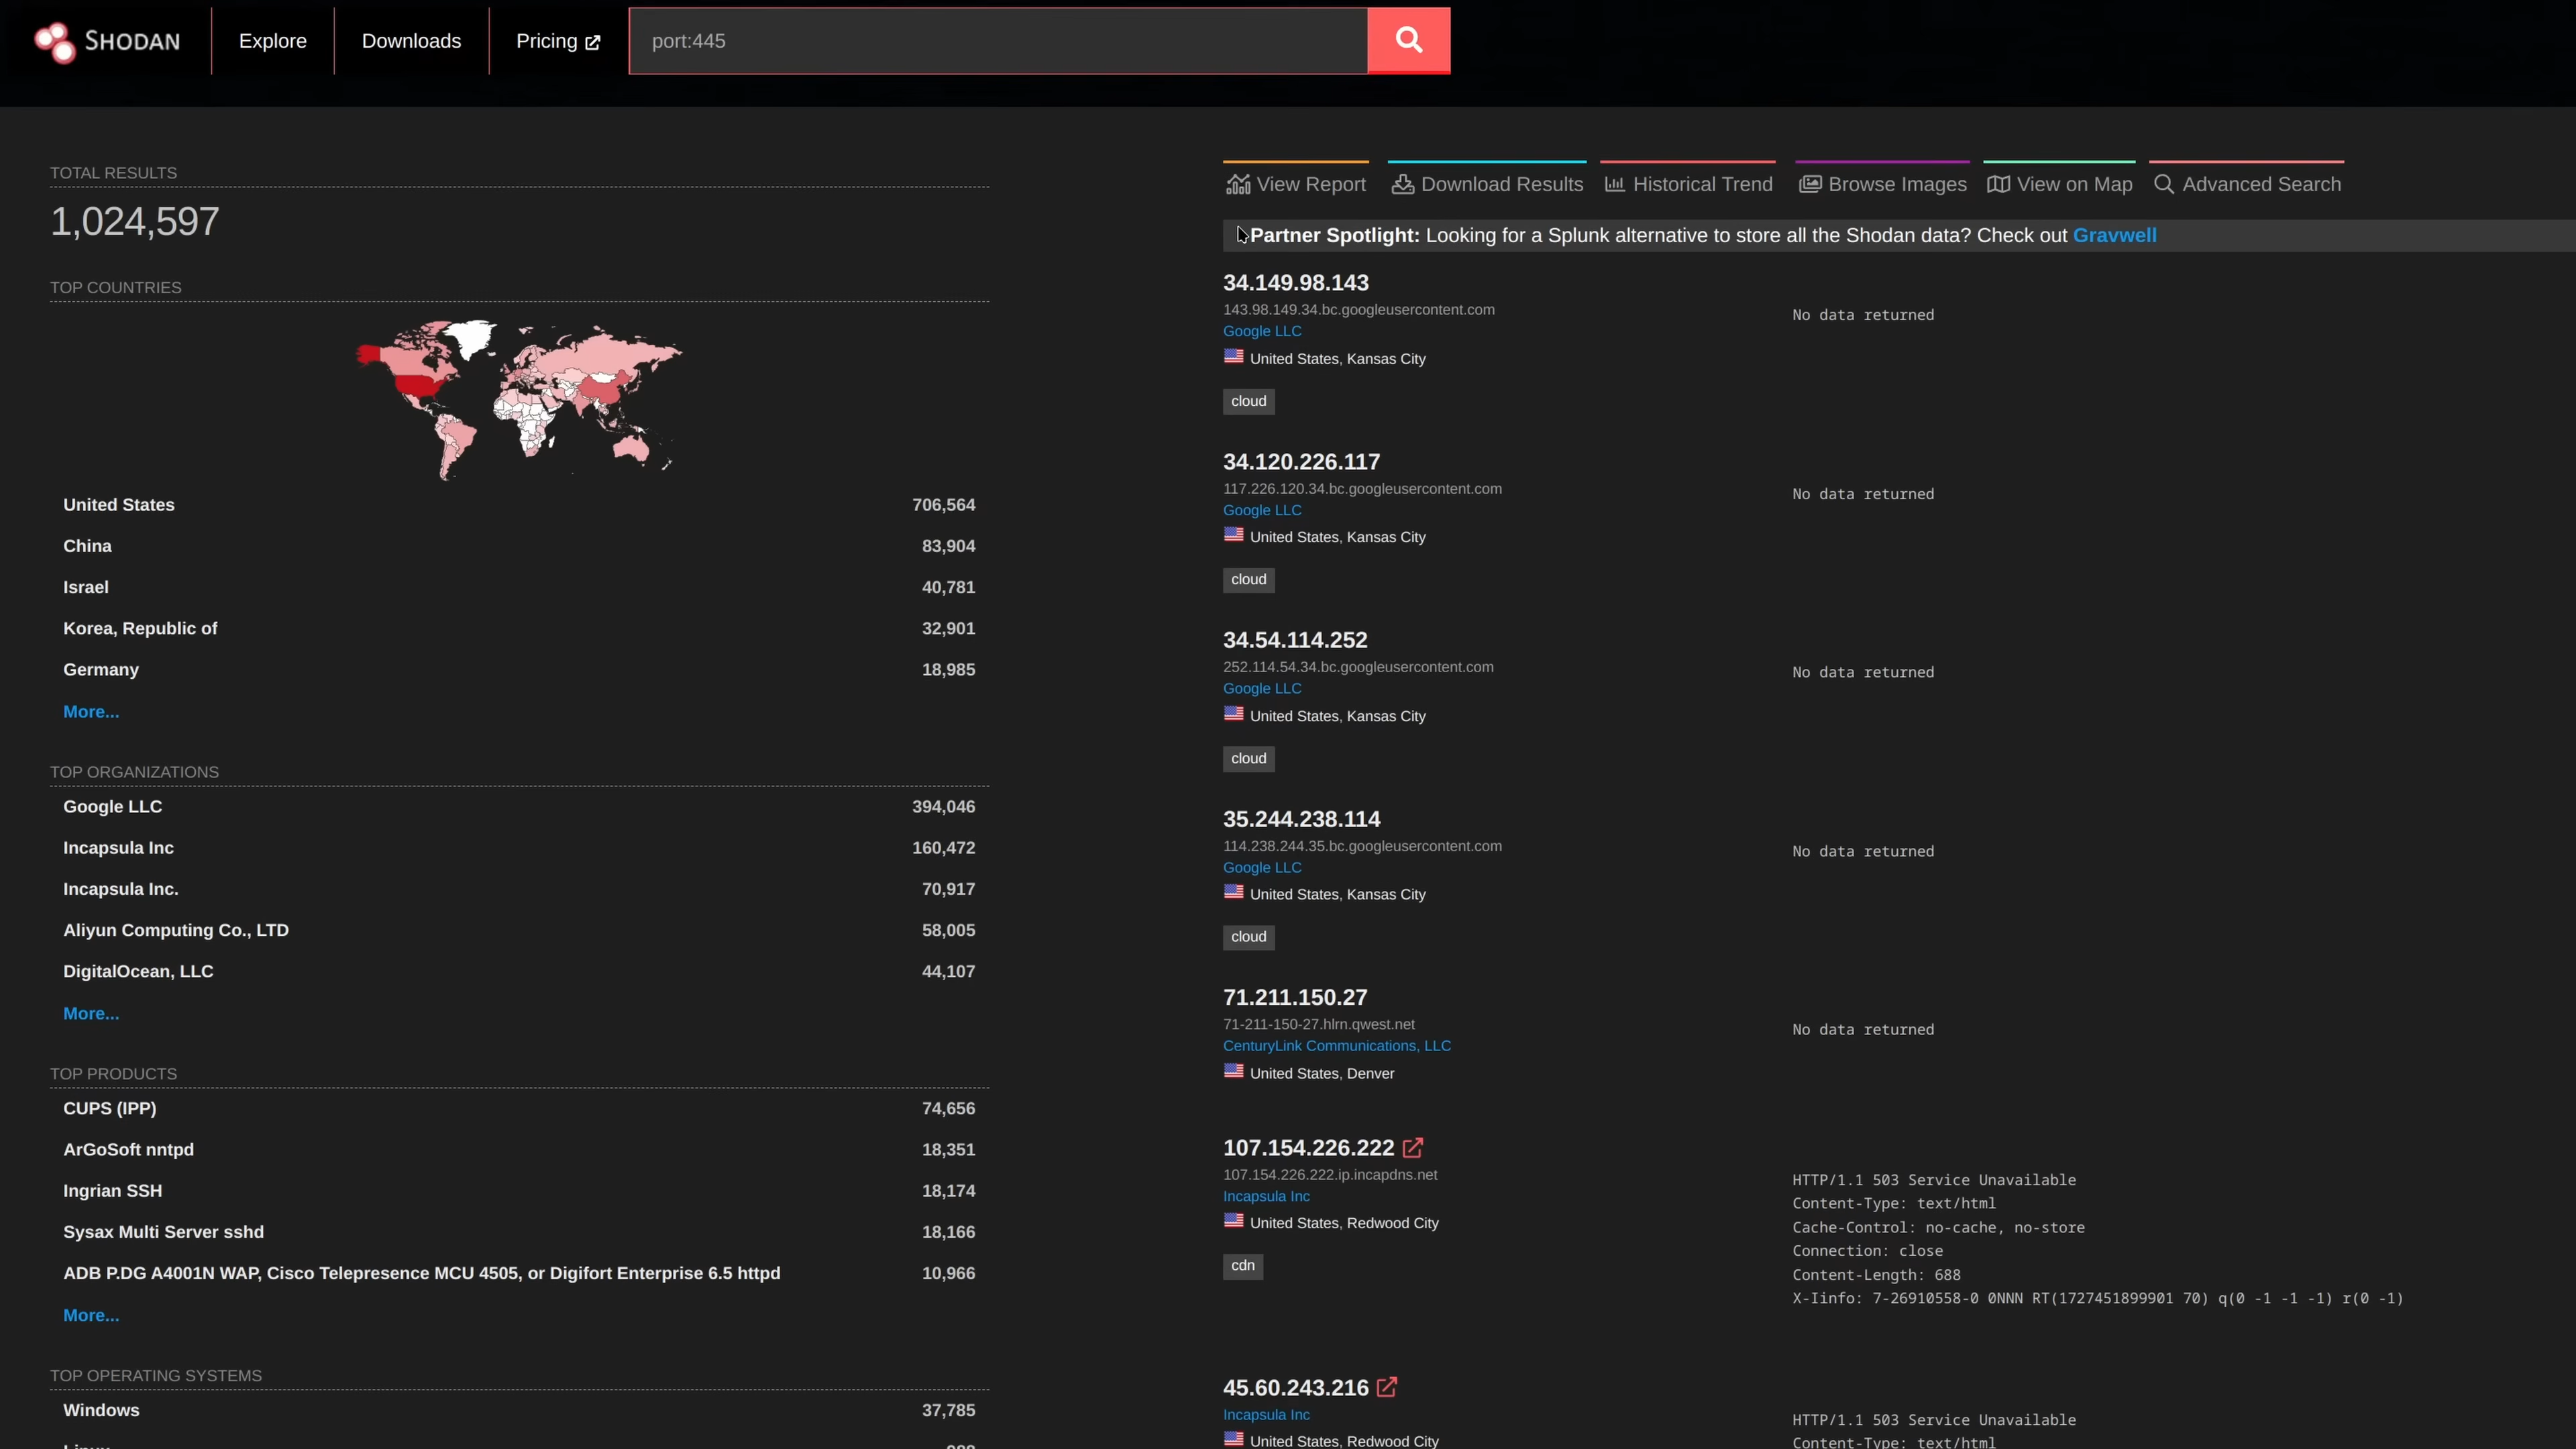 SHODAN
Explore
Downloads
Pricing
port:445
TOTAL RESULTS
1,024,597
TOP COUNTRIES
United States 706,564
China 83,904
Israel 40,781
Korea, Republic of 32,901
Germany 18,985
More...
TOP ORGANIZATIONS
Google LLC 394,046
Incapsula Inc 160,472
Incapsula Inc. 70,917
Aliyun Computing Co., LTD 58,005
DigitalOcean, LLC 44,107
More...
TOP PRODUCTS
CUPS (IPP) 74,656
ArGoSoft nntpd 18,351
Ingrian SSH 18,174
Sysax Multi Server sshd 18,166
ADB P.DG A4001N WAP, Cisco Telepresence MCU 4505, or Digifort Enterprise 6.5 httpd 10,966
More...
TOP OPERATING SYSTEMS
Windows 37,785
View Report
Download Results
Historical Trend
Browse Images
View on Map
Advanced Search
Partner Spotlight: Looking for a Splunk alternative to store all the Shodan data? Check out Gravwell
34.149.98.143
143.98.149.34.bc.googleusercontent.com
Google LLC
United States, Kansas City
cloud
No data returned
34.120.226.117
117.226.120.34.bc.googleusercontent.com
Google LLC
United States, Kansas City
cloud
No data returned
34.54.114.252
252.114.54.34.bc.googleusercontent.com
Google LLC
United States, Kansas City
cloud
No data returned
35.244.238.114
114.238.244.35.bc.googleusercontent.com
Google LLC
United States, Kansas City
cloud
No data returned
71.211.150.27
71-211-150-27.hlrn.qwest.net
CenturyLink Communications, LLC
United States, Denver
No data returned
107.154.226.222
107.154.226.222.ip.incapdns.net
Incapsula Inc
United States, Redwood City
cdn
HTTP/1.1 503 Service Unavailable
Content-Type: text/html
Cache-Control: no-cache, no-store
Connection: close
Content-Length: 688
X-Iinfo: 7-26910558-0 0NNN RT(1727451899901 70) q(0 -1 -1 -1) r(0 -1)
45.60.243.216
Incapsula Inc
United States, Redwood City
HTTP/1.1 503 Service Unavailable
Content-Type: text/html